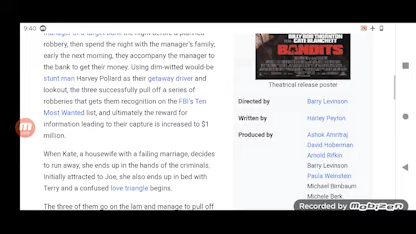 9:40
manager of a target bank the night before a planned
robbery, then spend the night with the manager's family;
early the next morning, they accompany the manager to
the bank to get their money. Using dim-witted would-be
stunt man Harvey Pollard as their getaway driver and
lookout, the three successfully pull off a series of
robberies that gets them recognition on the FBI's Ten
Most Wanted list, and ultimately the reward for
information leading to their capture is increased to $1
million.
When Kate, a housewife with a failing marriage, decides
to run away, she ends up in the hands of the criminals.
Initially attracted to Joe, she also ends up in bed with
Terry and a confused love triangle begins.
The three of them go on the lam and manage to pull off
BILLY BOB THORNTON
CATE BLANCHETT
BANDITS
Theatrical release poster
Directed by Barry Levinson
Written by Harley Peyton
Produced by Ashok Amritraj
David Hoberman
Arnold Rifkin
Barry Levinson
Paula Weinstein
Michael Birnbaum
Michele Berk
Recorded by Mobizen